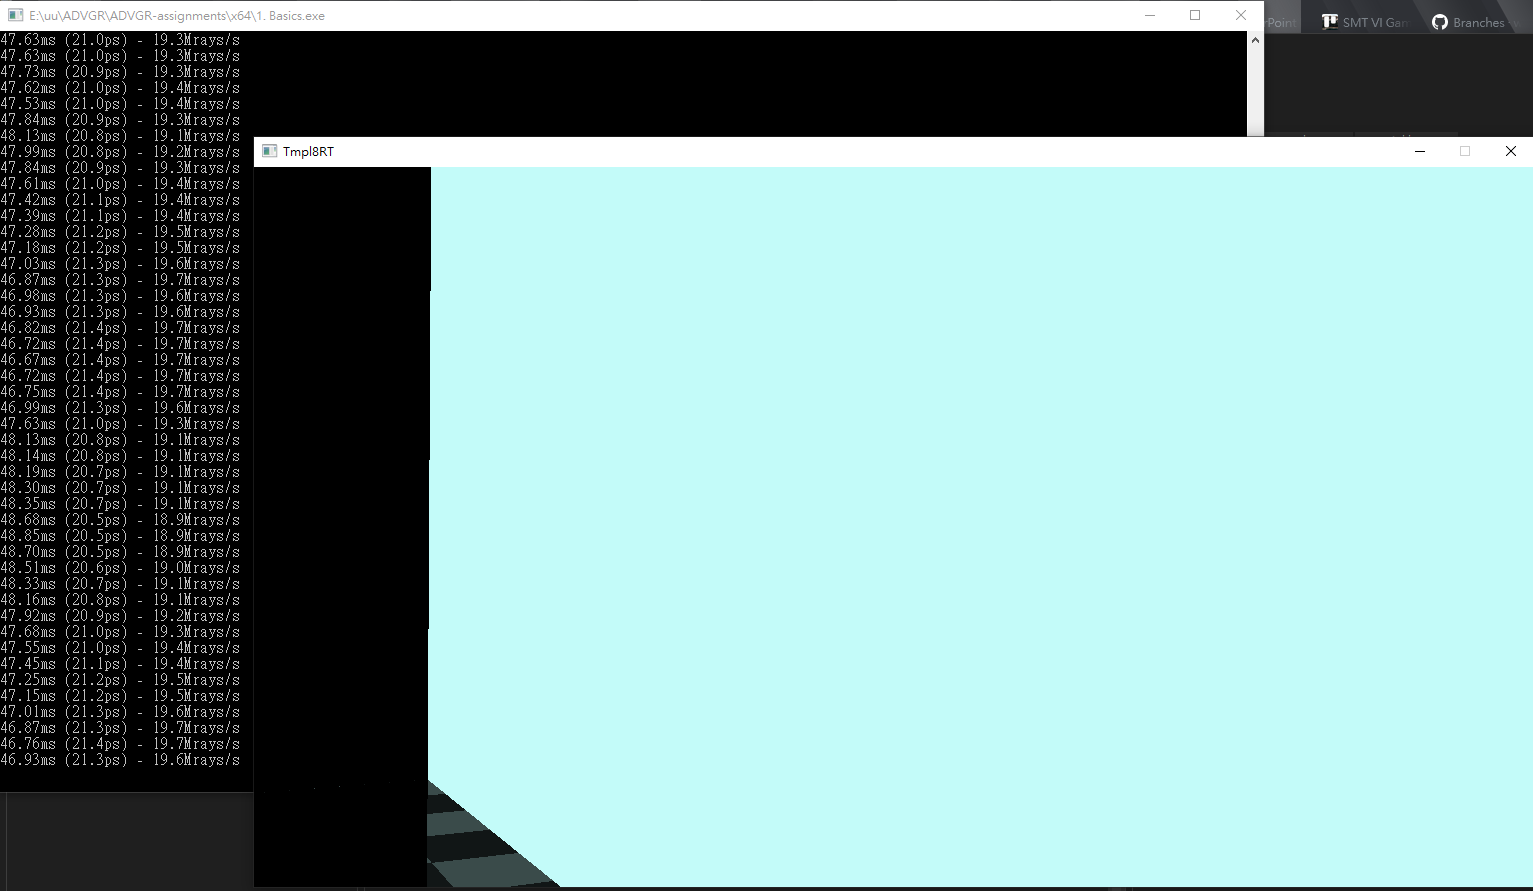 E:\uu\ADVGR\ADVGR-assignments\x64\1. Basics.exe
rPoint
SMT VI Gam
Branches
47.63ms (21.0ps) - 19.3Mrays/s
47.63ms (21.0ps) - 19.3Mrays/s
47.73ms (20.9ps) - 19.3Mrays/s
47.62ms (21.0ps) - 19.4Mrays/s
47.53ms (21.0ps) - 19.4Mrays/s
47.84ms (20.9ps) - 19.3Mrays/s
48.13ms (20.8ps) - 19.1Mrays/s
47.99ms (20.8ps) - 19.2Mrays/s
47.84ms (20.9ps) - 19.3Mrays/s
47.61ms (21.0ps) - 19.4Mrays/s
47.42ms (21.1ps) - 19.4Mrays/s
47.39ms (21.1ps) - 19.4Mrays/s
47.28ms (21.2ps) - 19.5Mrays/s
47.18ms (21.2ps) - 19.5Mrays/s
47.03ms (21.3ps) - 19.6Mrays/s
46.87ms (21.3ps) - 19.7Mrays/s
46.98ms (21.3ps) - 19.6Mrays/s
46.93ms (21.3ps) - 19.6Mrays/s
46.82ms (21.4ps) - 19.7Mrays/s
46.72ms (21.4ps) - 19.7Mrays/s
46.67ms (21.4ps) - 19.7Mrays/s
46.72ms (21.4ps) - 19.7Mrays/s
46.75ms (21.4ps) - 19.7Mrays/s
46.99ms (21.3ps) - 19.6Mrays/s
47.63ms (21.0ps) - 19.3Mrays/s
48.13ms (20.8ps) - 19.1Mrays/s
48.14ms (20.8ps) - 19.1Mrays/s
48.19ms (20.7ps) - 19.1Mrays/s
48.30ms (20.7ps) - 19.1Mrays/s
48.35ms (20.7ps) - 19.1Mrays/s
48.68ms (20.5ps) - 18.9Mrays/s
48.85ms (20.5ps) - 18.9Mrays/s
48.70ms (20.5ps) - 18.9Mrays/s
48.51ms (20.6ps) - 19.0Mrays/s
48.33ms (20.7ps) - 19.1Mrays/s
48.16ms (20.8ps) - 19.1Mrays/s
47.92ms (20.9ps) - 19.2Mrays/s
47.68ms (21.0ps) - 19.3Mrays/s
47.55ms (21.0ps) - 19.4Mrays/s
47.45ms (21.1ps) - 19.4Mrays/s
47.25ms (21.2ps) - 19.5Mrays/s
47.15ms (21.2ps) - 19.5Mrays/s
47.01ms (21.3ps) - 19.6Mrays/s
46.87ms (21.3ps) - 19.7Mrays/s
46.76ms (21.4ps) - 19.7Mrays/s
46.93ms (21.3ps) - 19.6Mrays/s
Tmpl8RT